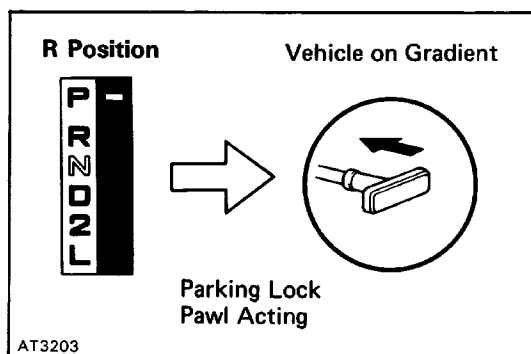 R Position
Vehicle on Gradient
P
R
N
D
2
L
Parking Lock
Pawl Acting
AT3203